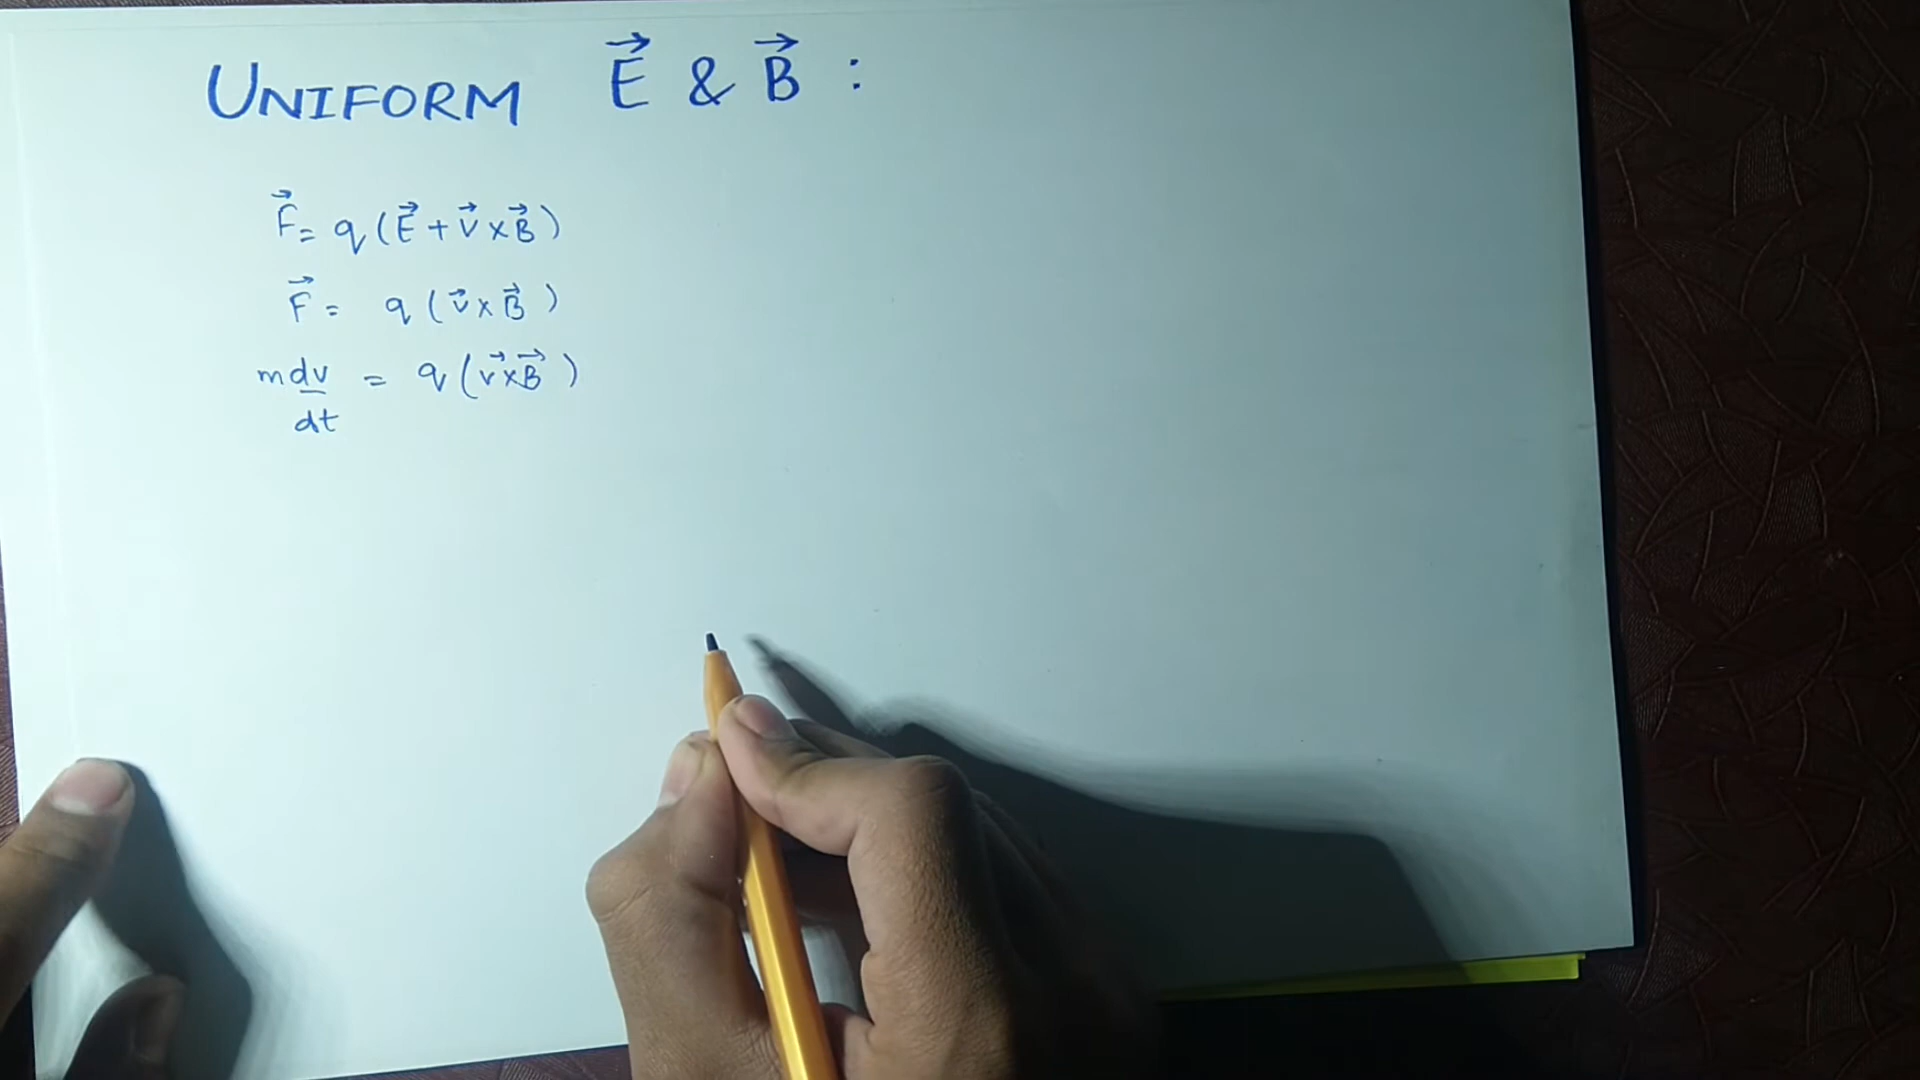 UNIFORM E⃗ & B⃗ :
F⃗ = q (E⃗ + v⃗ × B⃗)
F⃗ = q (v⃗ × B⃗)
m dv/dt = q (v⃗ × B⃗)